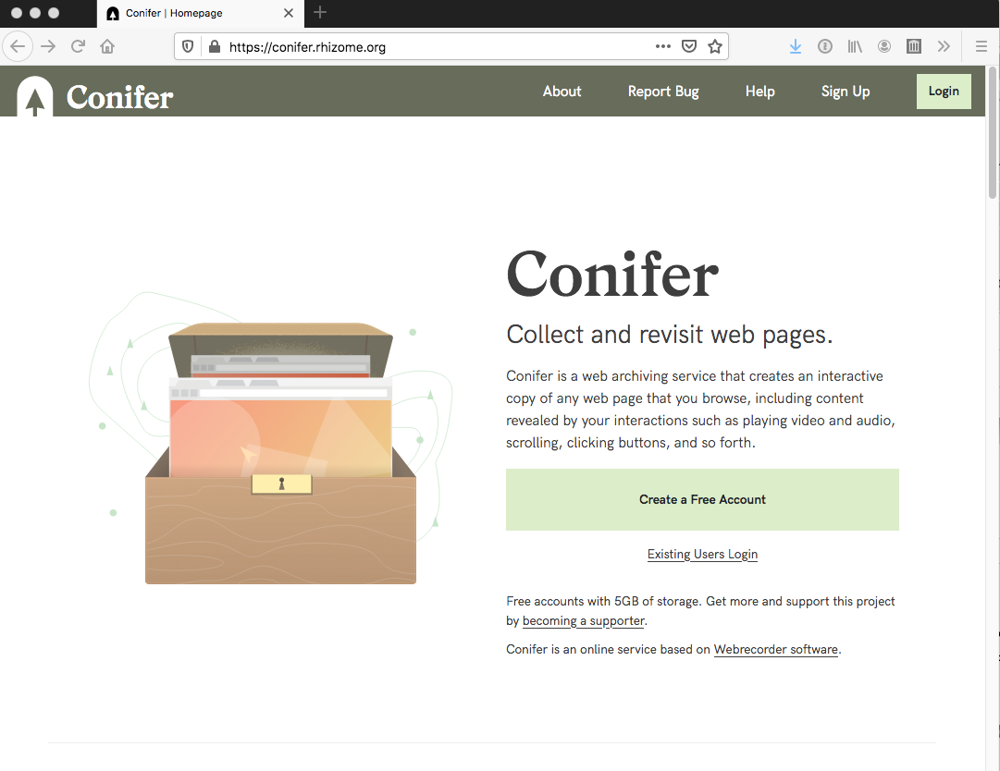 Conifer | Homepage
https://conifer.rhizome.org
Conifer
About
Report Bug
Help
Sign Up
Login
Conifer
Collect and revisit web pages.
Conifer is a web archiving service that creates an interactive
copy of any web page that you browse, including content
revealed by your interactions such as playing video and audio,
scrolling, clicking buttons, and so forth.
Create a Free Account
Existing Users Login
Free accounts with 5GB of storage. Get more and support this project
by becoming a supporter.
Conifer is an online service based on Webrecorder software.